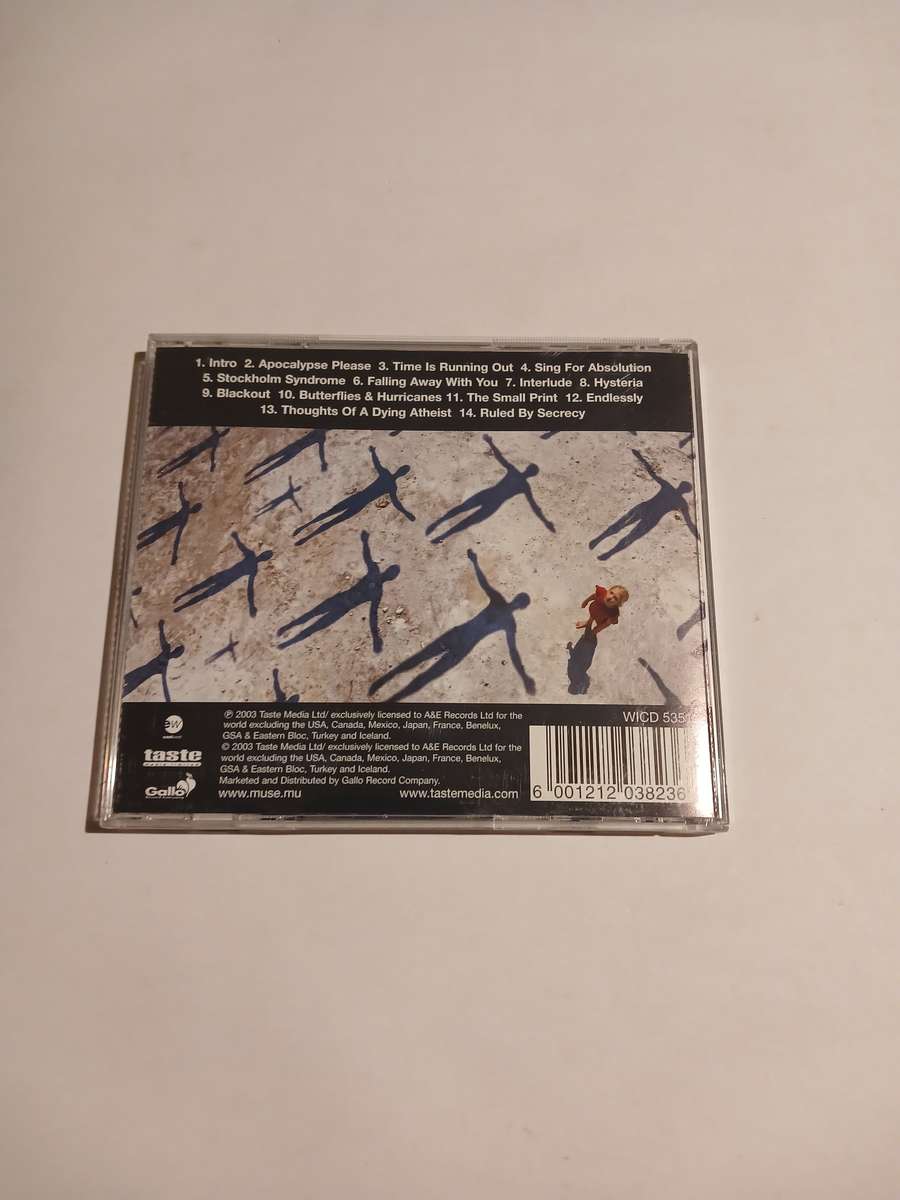 1. Intro 2. Apocalypse Please 3. Time Is Running Out 4. Sing For Absolution
5. Stockholm Syndrome 6. Falling Away With You 7. Interlude 8. Hysteria
9. Blackout 10. Butterflies & Hurricanes 11. The Small Print 12. Endlessly
13. Thoughts Of A Dying Atheist 14. Ruled By Secrecy
ew
℗ 2003 Taste Media Ltd/ exclusively licensed to A&E Records Ltd for the
world excluding the USA, Canada, Mexico, Japan, France, Benelux,
GSA & Eastern Bloc, Turkey and Iceland.
© 2003 Taste Media Ltd/ exclusively licensed to A&E Records Ltd for the
world excluding the USA, Canada, Mexico, Japan, France, Benelux,
GSA & Eastern Bloc, Turkey and Iceland.
Marketed and Distributed by Gallo Record Company.
www.muse.mu www.tastemedia.com
taste
Gallo
WICD
6 001212 038236